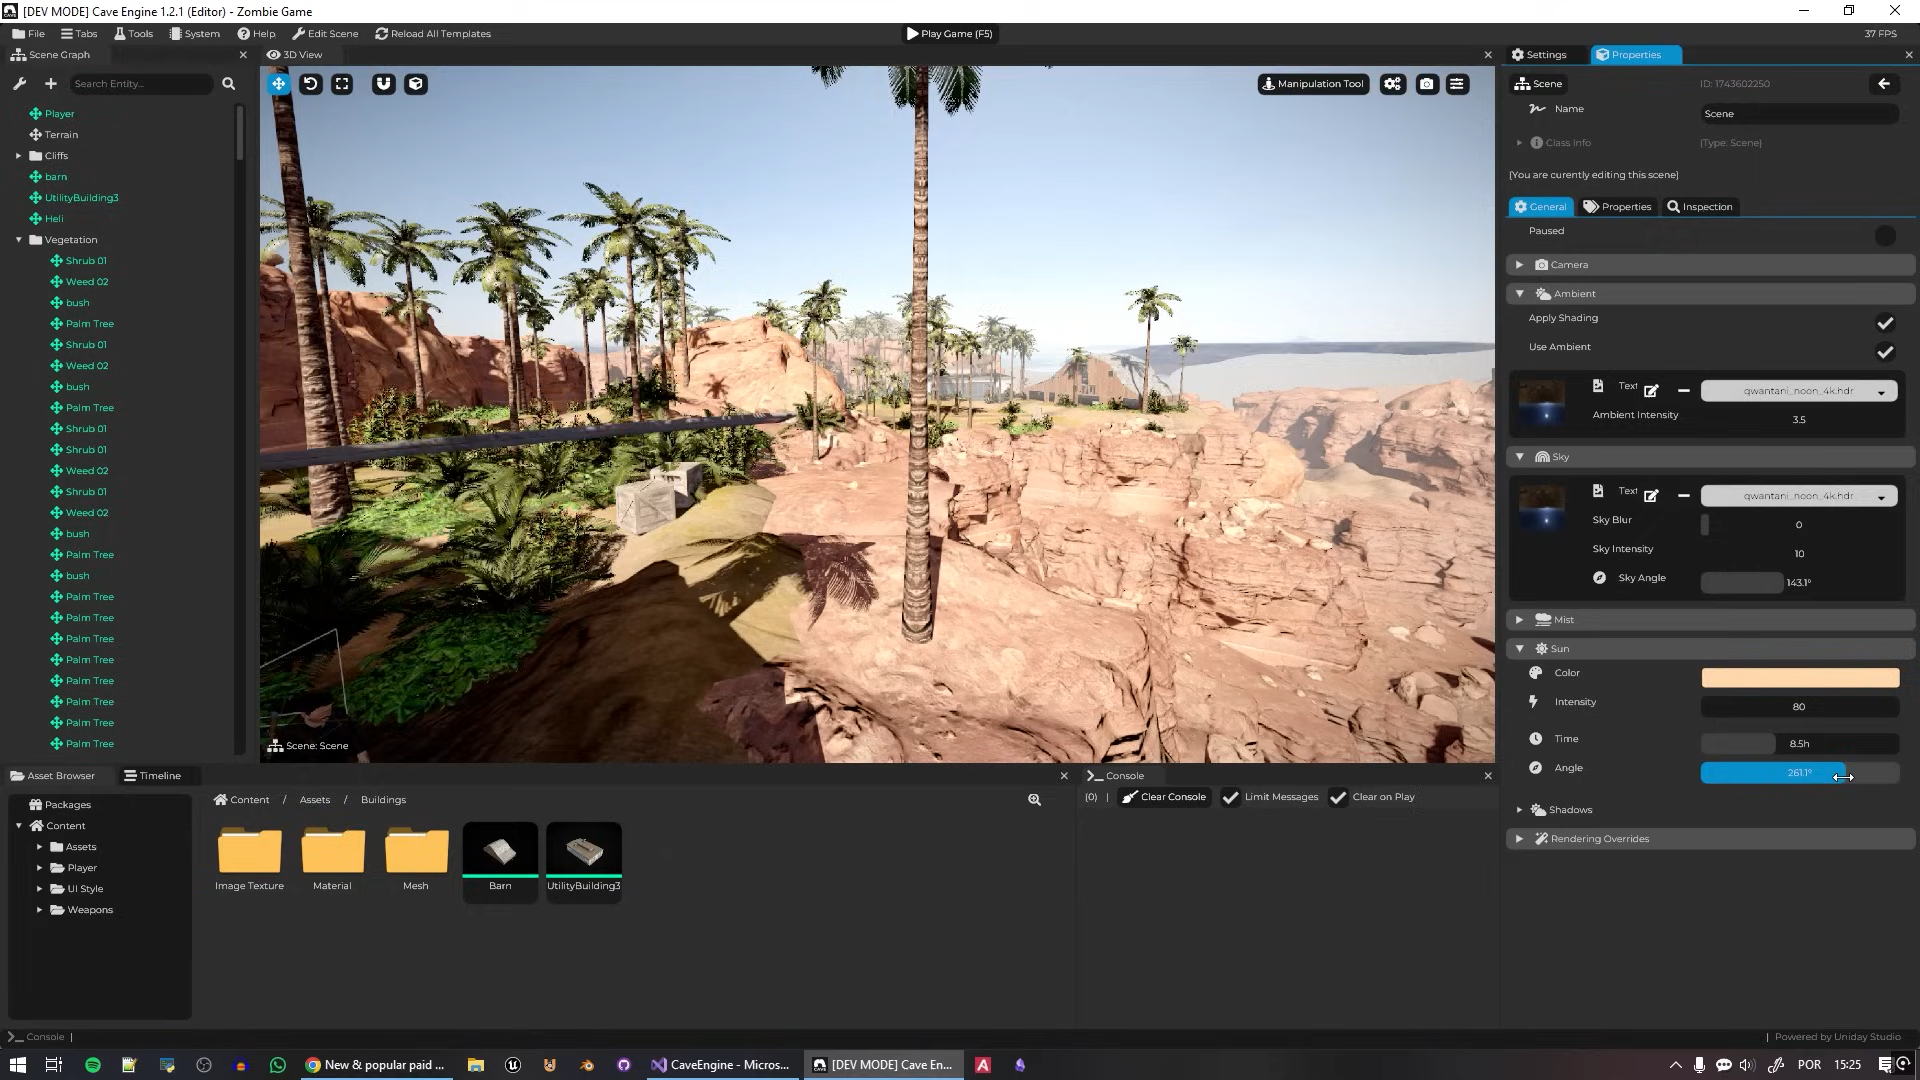 [DEV MODE] Cave Engine 1.2.1 (Editor) - Zombie Game
File Tabs Tools System Help Edit Scene Reload All Templates Play Game (F5) 37 FPS
Scene Graph
3D View
Settings
Properties
Search Entity...
Manipulation Tool
Scene
ID: 1743602250
Name
Scene
Class Info
(Type: Scene)
(You are curently editing this scene)
General
Properties
Inspection
Paused
Camera
Ambient
Apply Shading
Use Ambient
Text
qwantani_noon_4k.hdr
Ambient Intensity
3.5
Sky
Text
qwantani_noon_4k.hdr
Sky Blur
0
Sky Intensity
10
Sky Angle
143.1°
Mist
Sun
Color
Intensity
80
Time
8.5h
Angle
261.1°
Shadows
Rendering Overrides
Player
Terrain
Cliffs
barn
UtilityBuilding3
Heli
Vegetation
Shrub 01
Weed 02
bush
Palm Tree
Shrub 01
Weed 02
bush
Palm Tree
Shrub 01
Shrub 01
Weed 02
Shrub 01
Weed 02
bush
Palm Tree
bush
Palm Tree
Palm Tree
Palm Tree
Palm Tree
Palm Tree
Palm Tree
Palm Tree
Palm Tree
Scene: Scene
Asset Browser
Timeline
Packages
Content
Assets
Player
UI Style
Weapons
Content / Assets / Buildings
Image Texture
Material
Mesh
Barn
UtilityBuilding3
Console
(0) | Clear Console Limit Messages Clear on Play
Console |
Powered by Uniday Studio
New & popular paid ...
CaveEngine - Micros...
[DEV MODE] Cave En...
POR
15:25